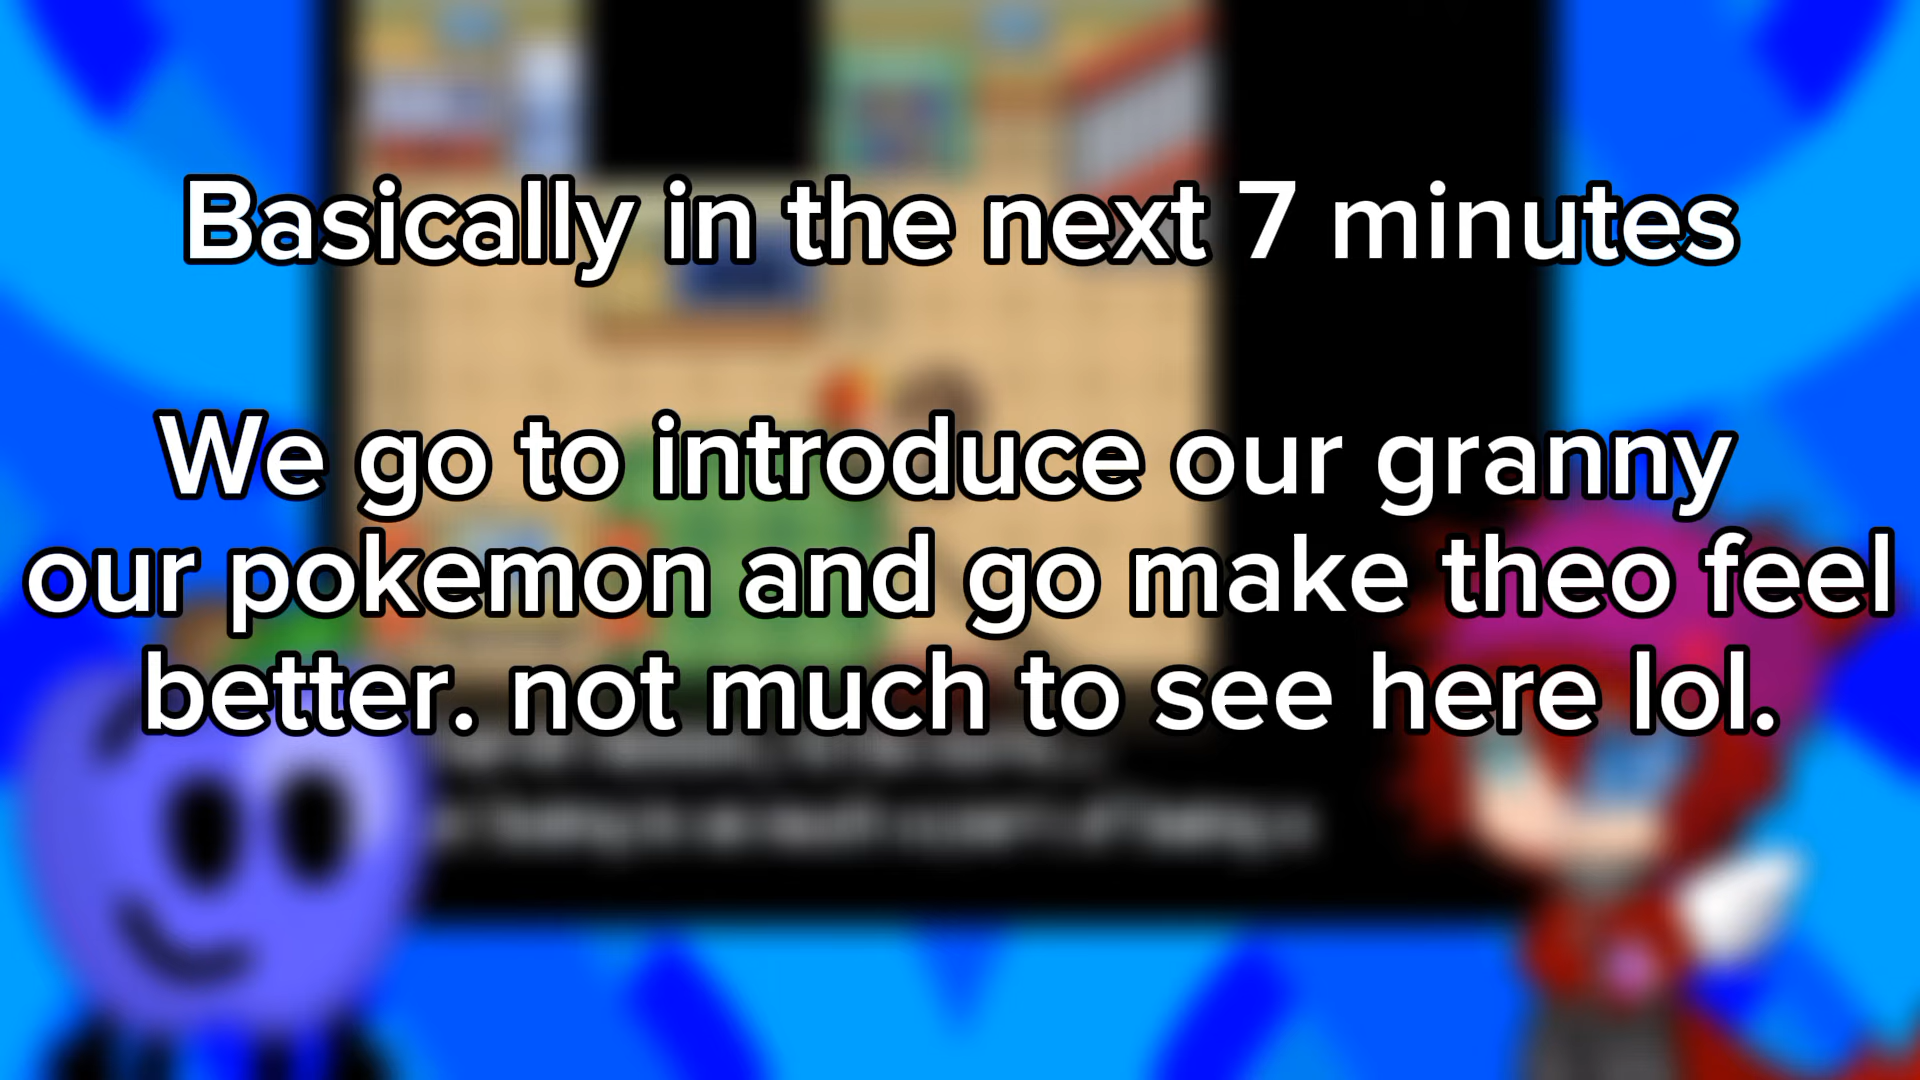 Basically in the next 7 minutes
We go to introduce our granny
our pokemon and go make theo feel
better. not much to see here lol.